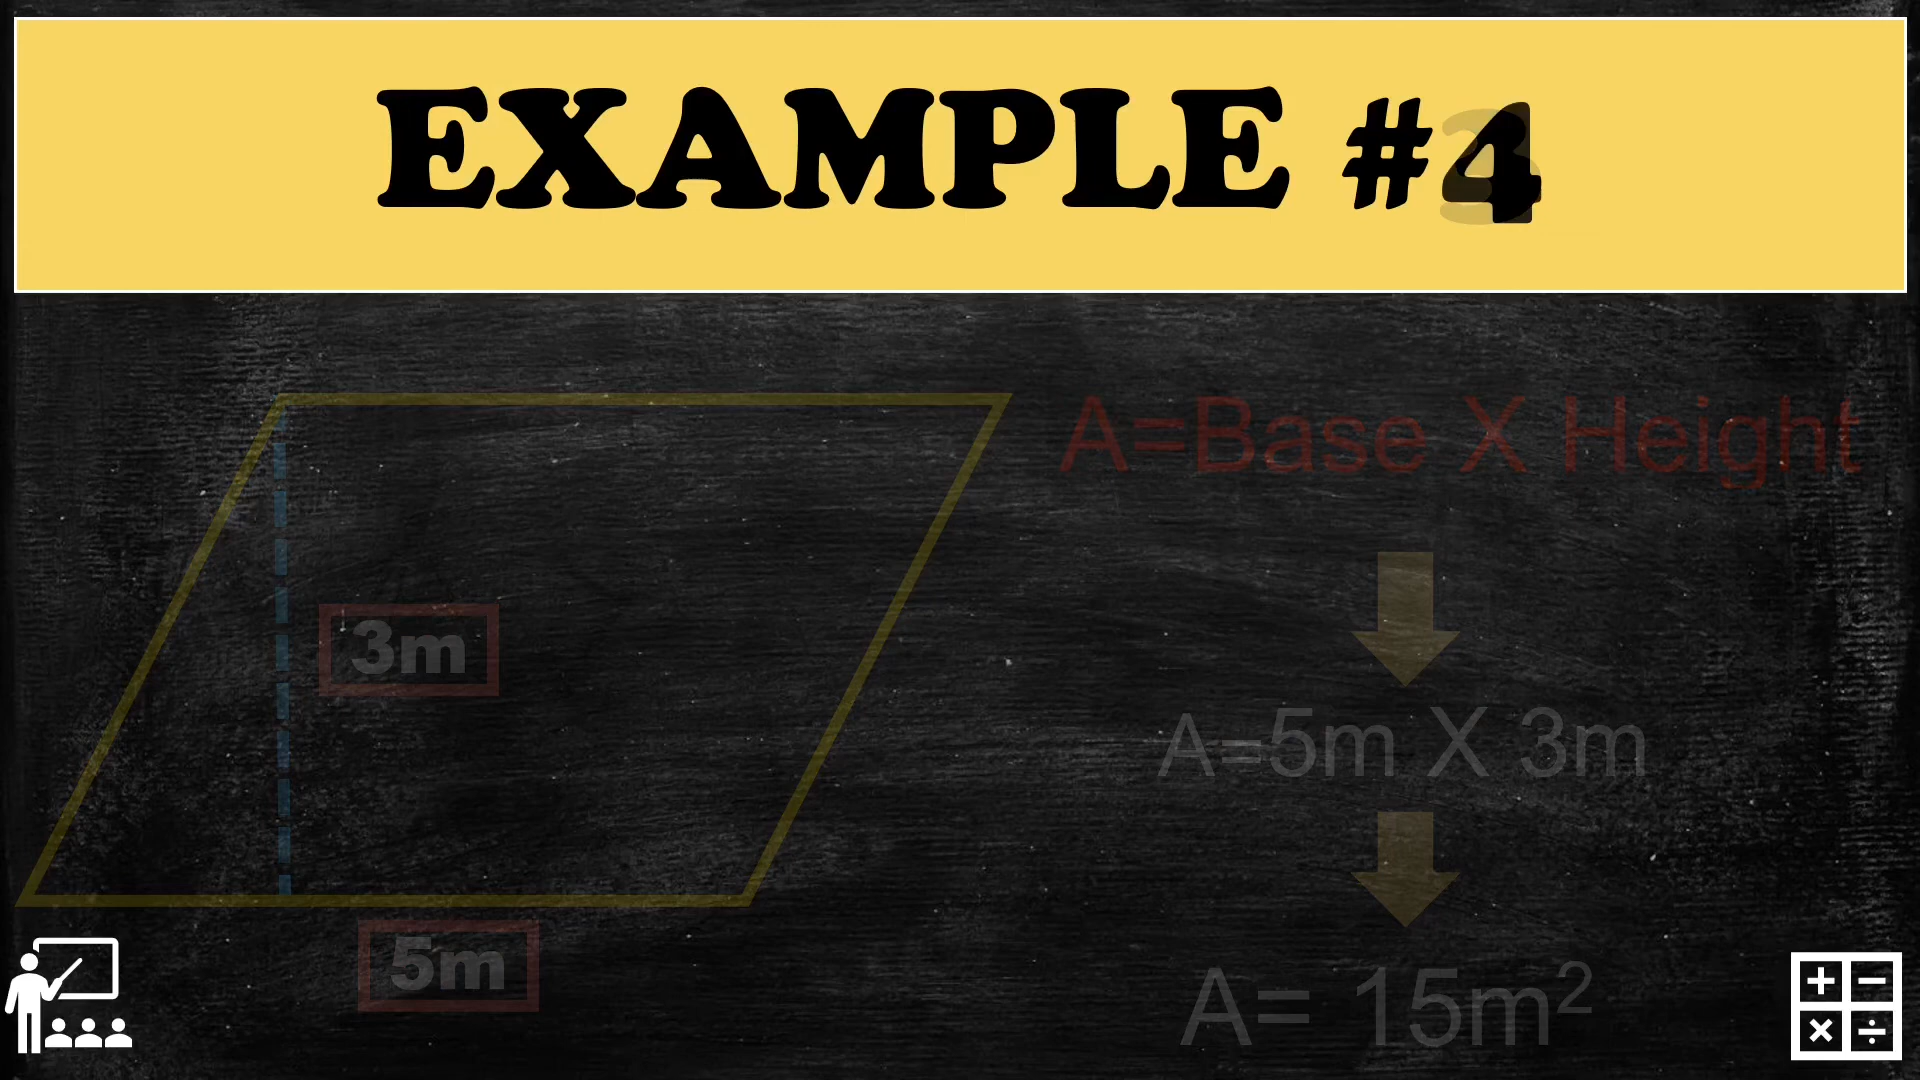 EXAMPLE #4
A=Base X Height
3m
A=5m X 3m
5m
A= 15m²